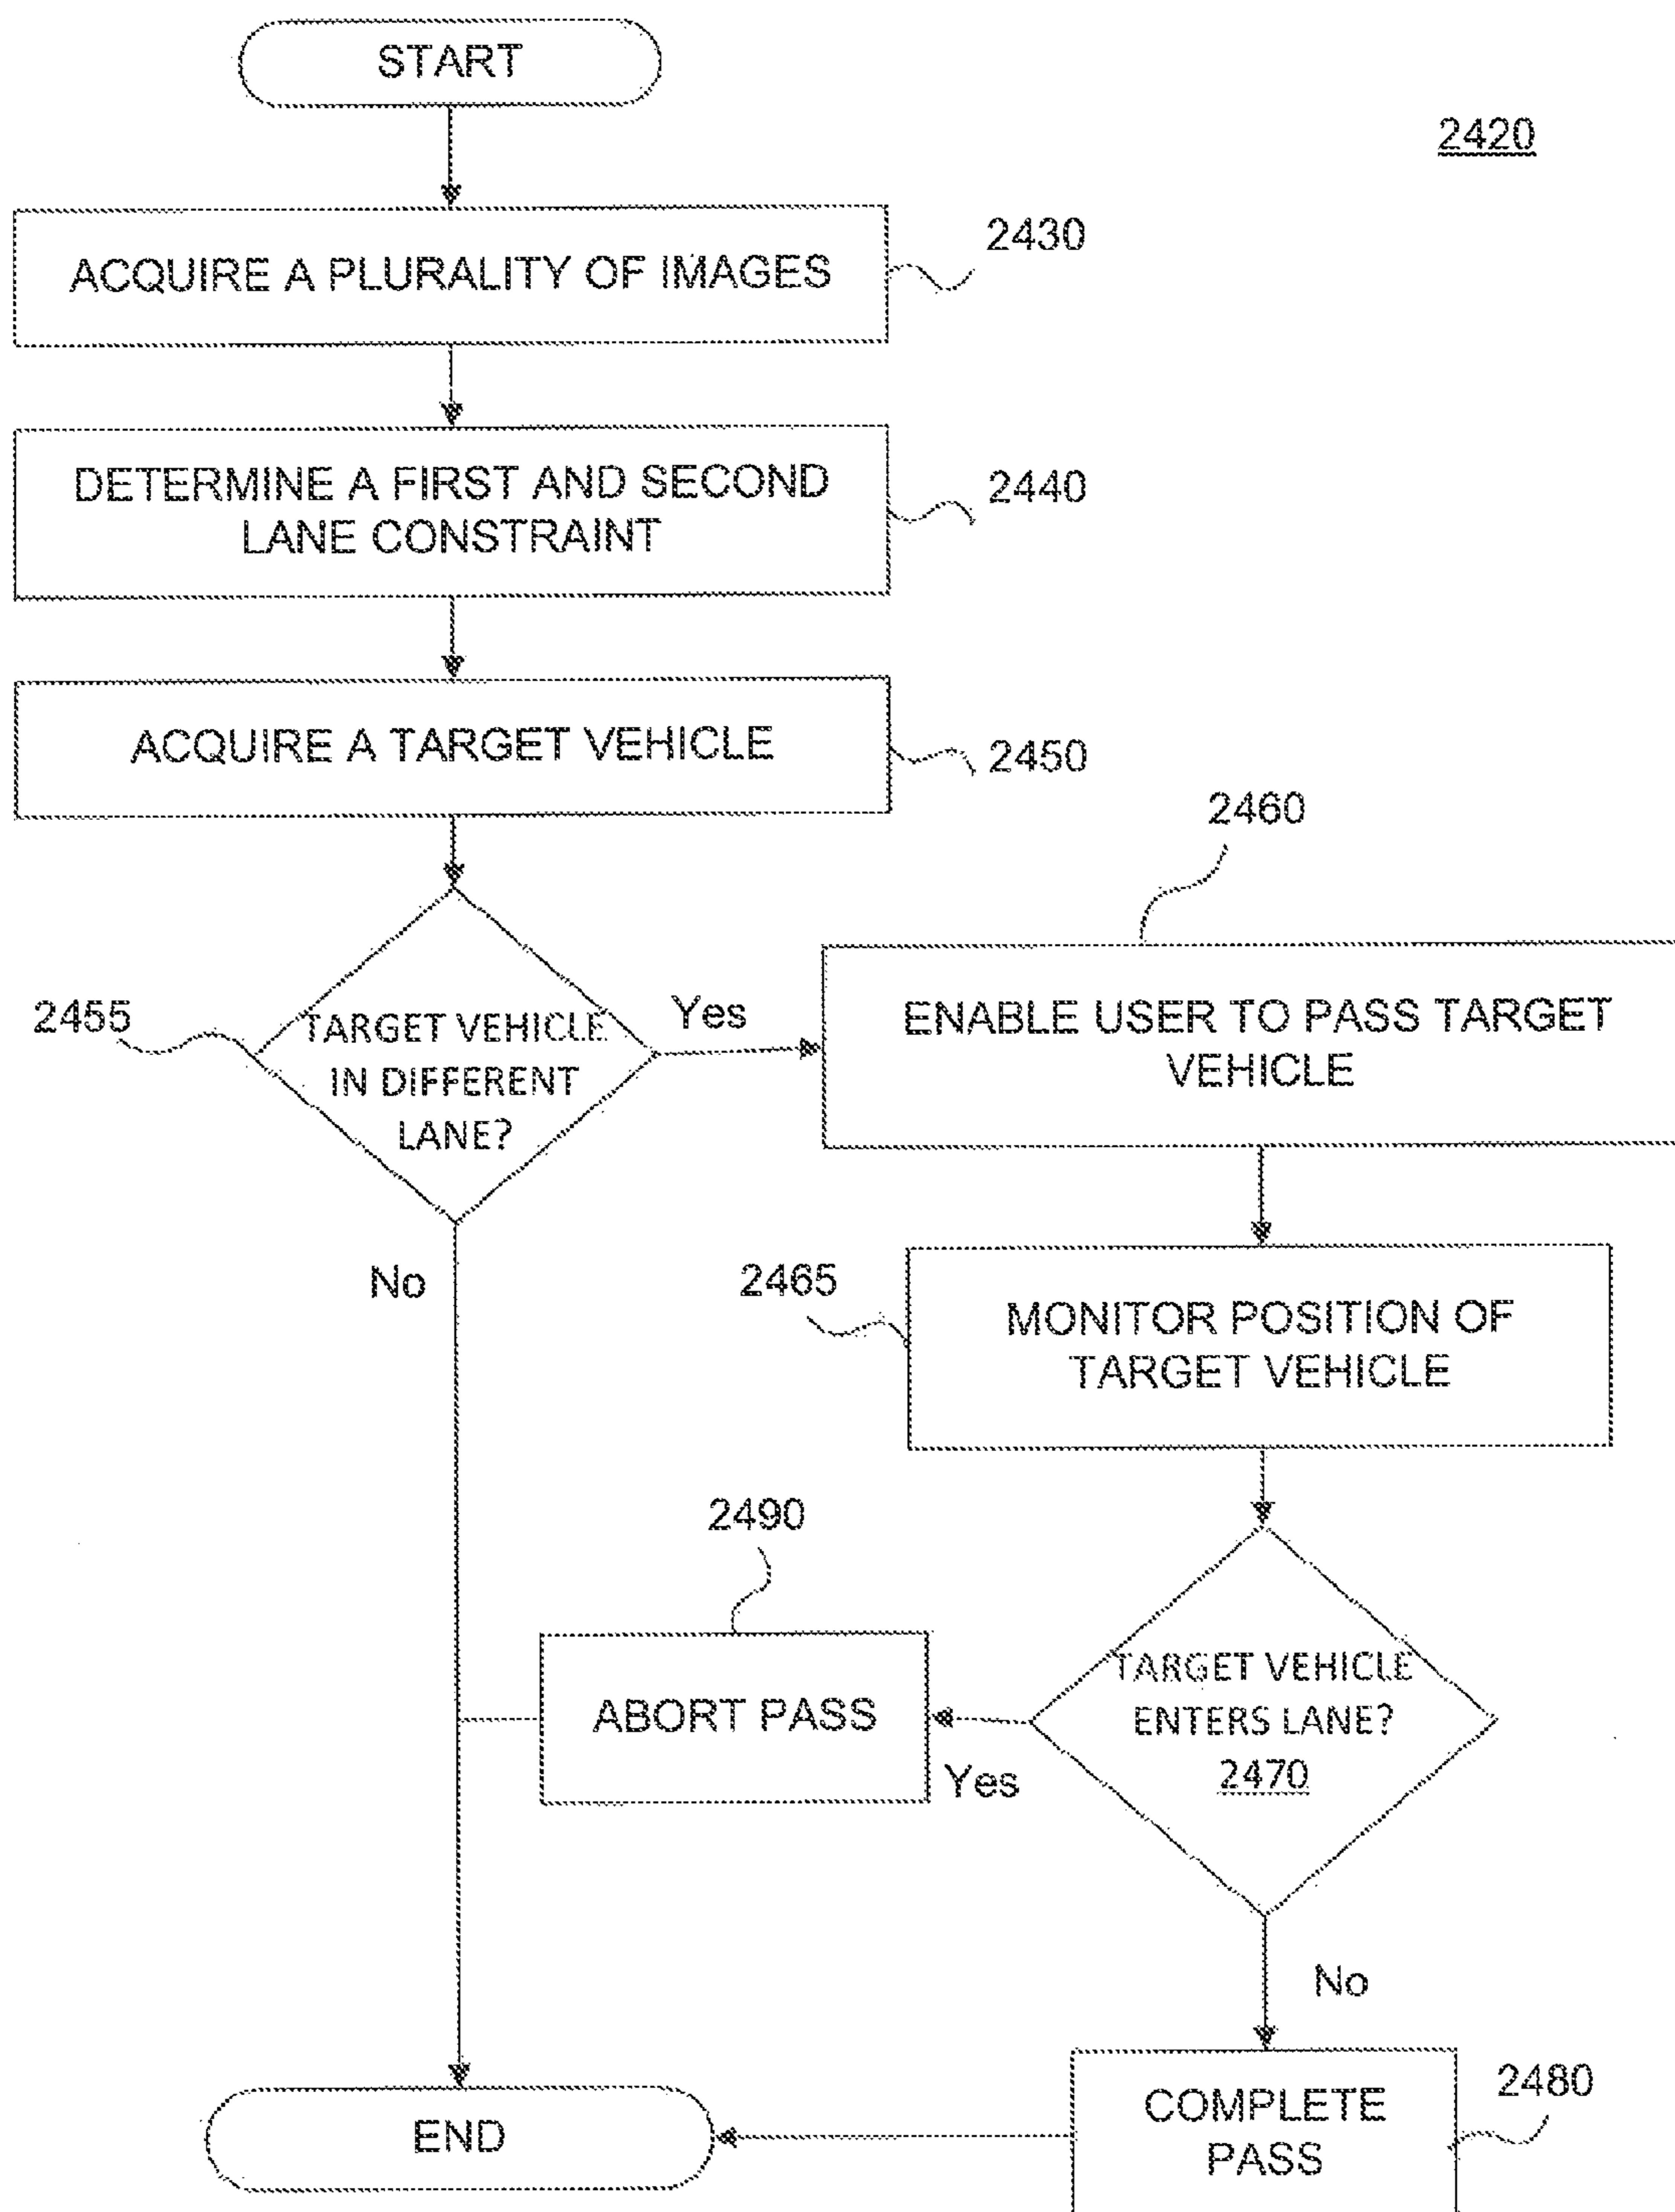 START
2420
ACQUIRE A PLURALITY OF IMAGES
2430
DETERMINE A FIRST AND SECOND
LANE CONSTRAINT
2440
ACQUIRE A TARGET VEHICLE
2450
2460
2455
TARGET VEHICLE
IN DIFFERENT
LANE?
Yes
ENABLE USER TO PASS TARGET
VEHICLE
No
2465
MONITOR POSITION OF
TARGET VEHICLE
2490
ABORT PASS
Yes
TARGET VEHICLE
ENTERS LANE?
2470
No
END
COMPLETE
PASS
2480